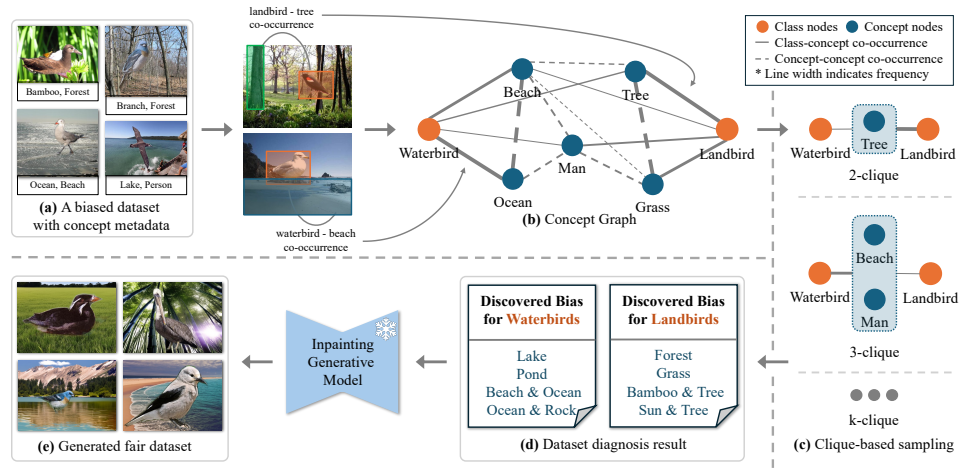 Bamboo, Forest
Branch, Forest
Ocean, Beach
Lake, Person
(a) A biased dataset
with concept metadata
landbird - tree
co-occurrence
waterbird - beach
co-occurrence
Beach
Tree
Waterbird
Man
Landbird
Ocean
Grass
(b) Concept Graph
Class nodes
Concept nodes
Class-concept co-occurrence
Concept-concept co-occurrence
* Line width indicates frequency
Waterbird
Tree
Landbird
2-clique
Beach
Waterbird
Landbird
Man
3-clique
k-clique
(c) Clique-based sampling
Discovered Bias
for Waterbirds
Lake
Pond
Beach & Ocean
Ocean & Rock
Discovered Bias
for Landbirds
Forest
Grass
Bamboo & Tree
Sun & Tree
(d) Dataset diagnosis result
Inpainting
Generative
Model
(e) Generated fair dataset